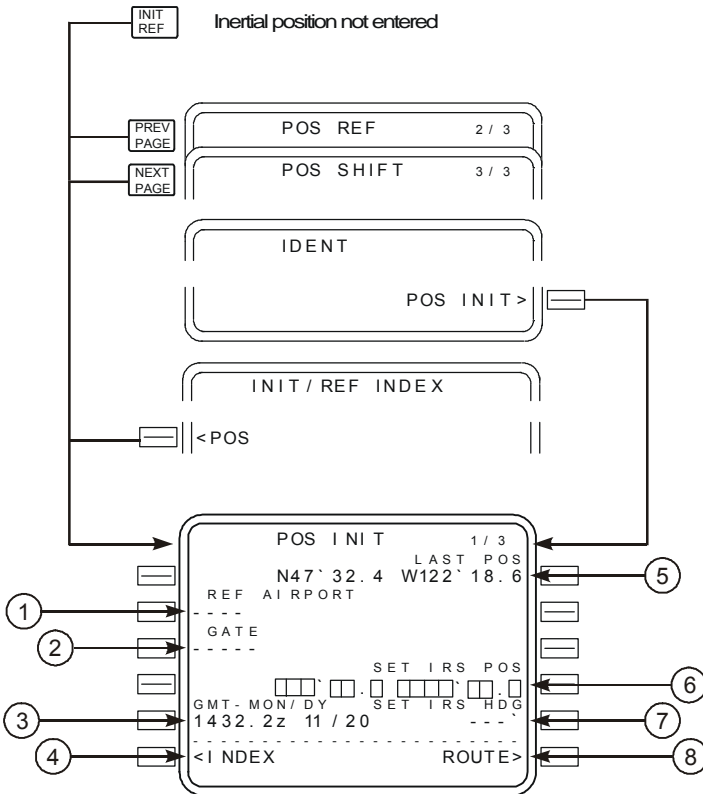 INIT
REF
Inertial position not entered
PREV
PAGE
POS REF 2/3
NEXT
PAGE
POS SHIFT 3/3
IDENT
POS INIT>
INIT/REF INDEX
<POS
POS INIT 1/3
LAST POS
N47`32.4 W122`18.6
5
REF AIRPORT
1
----
GATE
2
-----
SET IRS POS
□□□`□□.□ □□□□`□□.□
6
GMT-MON/DY SET IRS HDG
3
1432.2z 11/20 ---`
7
------------------------
4
<INDEX ROUTE>
8